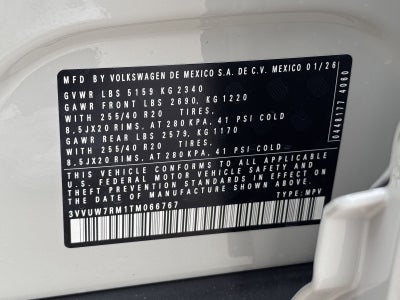 MFD BY VOLKSWAGEN DE MEXICO S.A. DE C.V. MEXICO 01/26
GVWR LBS 5159 KG 2340
GAWR FRONT LBS 2690, KG 1220
WITH 255/40 R20 TIRES,
8.5JX20 RIMS, AT 280 KPA, 41 PSI COLD
GAWR REAR LBS 2579, KG 1170
WITH 255/40 R20 TIRES,
8.5JX20 RIMS, AT 280 KPA, 41 PSI COLD
THIS VEHICLE CONFORMS TO ALL APPLICABLE
U.S. FEDERAL MOTOR VEHICLE SAFETY AND
THEFT PREVENTION STANDARDS IN EFFECT ON
THE DATE OF MANUFACTURE SHOWN ABOVE.
3VVUW7RM1TM066767 TYPE: MPV
0046177 4060